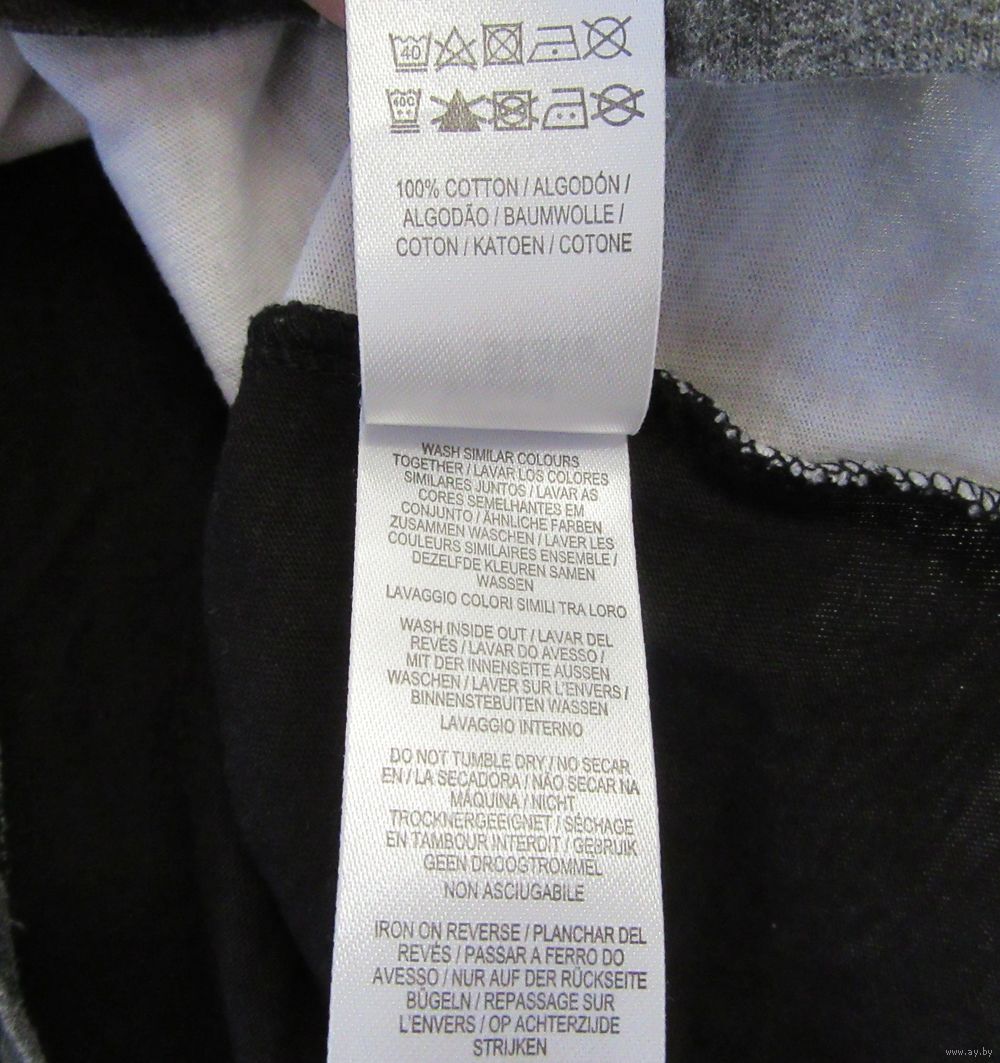 40
40C
100% COTTON / ALGODÓN /
ALGODÃO / BAUMWOLLE /
COTON / KATOEN / COTONE
WASH SIMILAR COLOURS
TOGETHER / LAVAR LOS COLORES
SIMILARES JUNTOS / LAVAR AS
CORES SEMELHANTES EM
CONJUNTO / ÄHNLICHE FARBEN
ZUSAMMEN WASCHEN / LAVER LES
COULEURS SIMILAIRES ENSEMBLE /
DEZELFDE KLEUREN SAMEN
WASSEN
LAVAGGIO COLORI SIMILI TRA LORO
WASH INSIDE OUT / LAVAR DEL
REVÉS / LAVAR DO AVESSO /
MIT DER INNENSEITE AUSSEN
WASCHEN / LAVER SUR L'ENVERS /
BINNENSTEBUITEN WASSEN
LAVAGGIO INTERNO
DO NOT TUMBLE DRY / NO SECAR
EN / LA SECADORA / NÃO SECAR NA
MÁQUINA / NICHT
TROCKNERGEEIGNET / SÉCHAGE
EN TAMBOUR INTERDIT / GEBRUIK
GEEN DROOGTROMMEL
NON ASCIUGABILE
IRON ON REVERSE / PLANCHAR DEL
REVÉS / PASSAR A FERRO DO
AVESSO / NUR AUF DER RÜCKSEITE
BÜGELN / REPASSAGE SUR
L'ENVERS / OP ACHTERZIJDE
STRIJKEN
www.ay.by